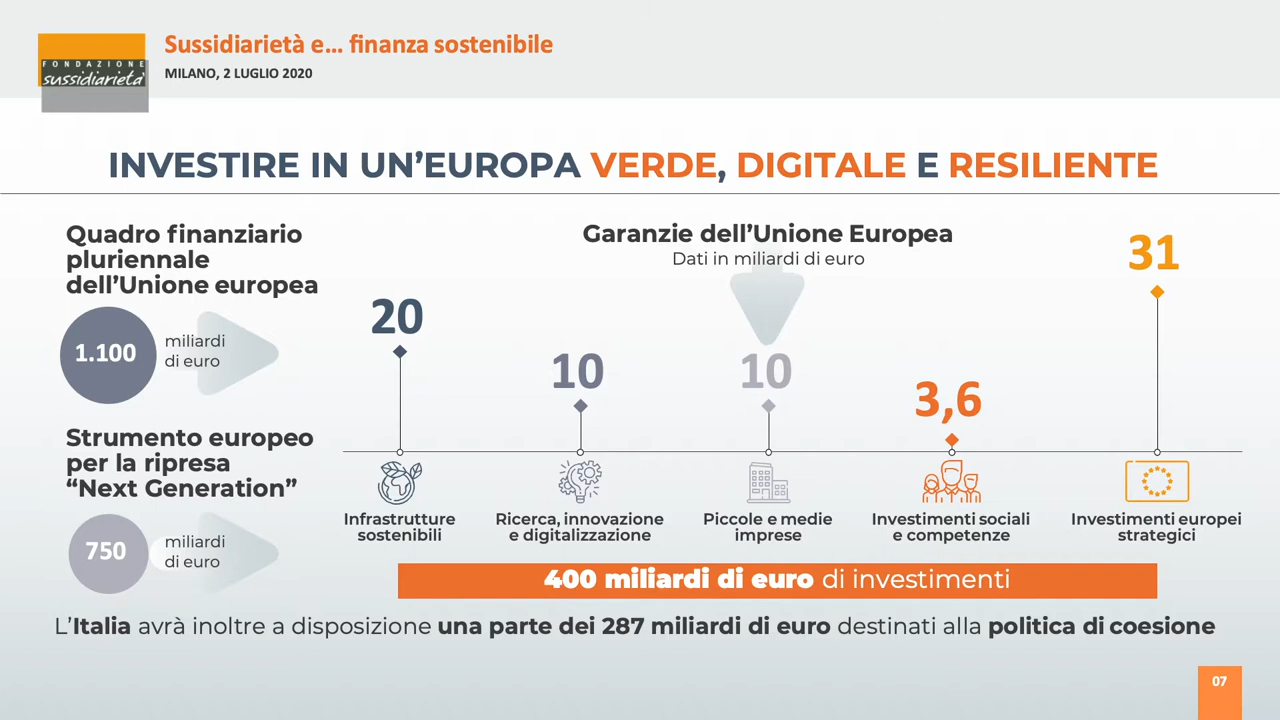 FONDAZIONE
sussidiarietà
Sussidiarietà e... finanza sostenibile
MILANO, 2 LUGLIO 2020
INVESTIRE IN UN'EUROPA VERDE, DIGITALE E RESILIENTE
Quadro finanziario
pluriennale
dell'Unione europea
1.100
miliardi
di euro
Strumento europeo
per la ripresa
“Next Generation”
750
miliardi
di euro
Garanzie dell'Unione Europea
Dati in miliardi di euro
20
10
10
3,6
31
Infrastrutture
sostenibili
Ricerca, innovazione
e digitalizzazione
Piccole e medie
imprese
Investimenti sociali
e competenze
Investimenti europei
strategici
400 miliardi di euro di investimenti
L'Italia avrà inoltre a disposizione una parte dei 287 miliardi di euro destinati alla politica di coesione
07